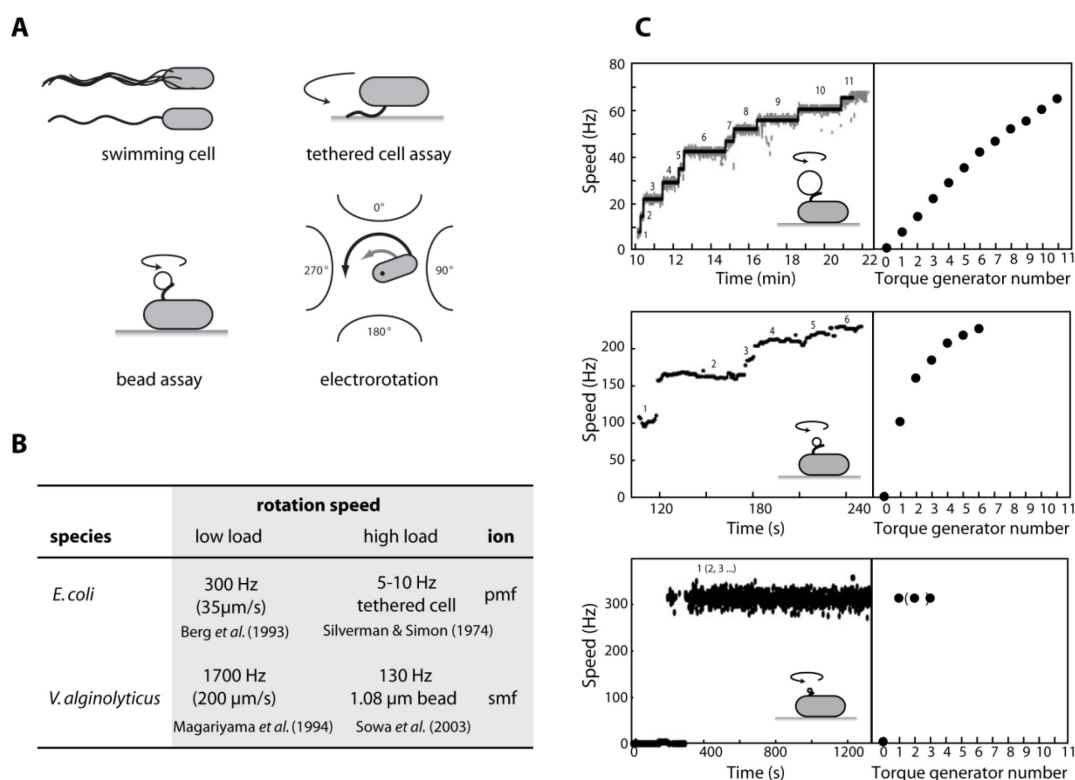 A
swimming cell
tethered cell assay
bead assay
0°
270°
90°
180°
electrorotation
B
rotation speed
species
low load
high load
ion
E. coli
300 Hz
(35µm/s)
5-10 Hz
tethered cell
pmf
Berg et al. (1993)
Silverman & Simon (1974)
V. alginolyticus
1700 Hz
(200 µm/s)
130 Hz
1.08 µm bead
smf
Magariyama et al. (1994)
Sowa et al. (2003)
C
Speed (Hz)
80
60
40
20
0
1
2
3
4
5
6
7
8
9
10
11
10 12 14 16 18 20 22
Time (min)
0 1 2 3 4 5 6 7 8 9 10 11
Torque generator number
Speed (Hz)
200
150
100
50
0
1
2
3
4
5
6
120 180 240
Time (s)
0 1 2 3 4 5 6 7 8 9 10 11
Torque generator number
Speed (Hz)
300
200
100
0
1 (2, 3 ...)
400 800 1200
Time (s)
( )
0 1 2 3 4 5 6 7 8 9 10 11
Torque generator number